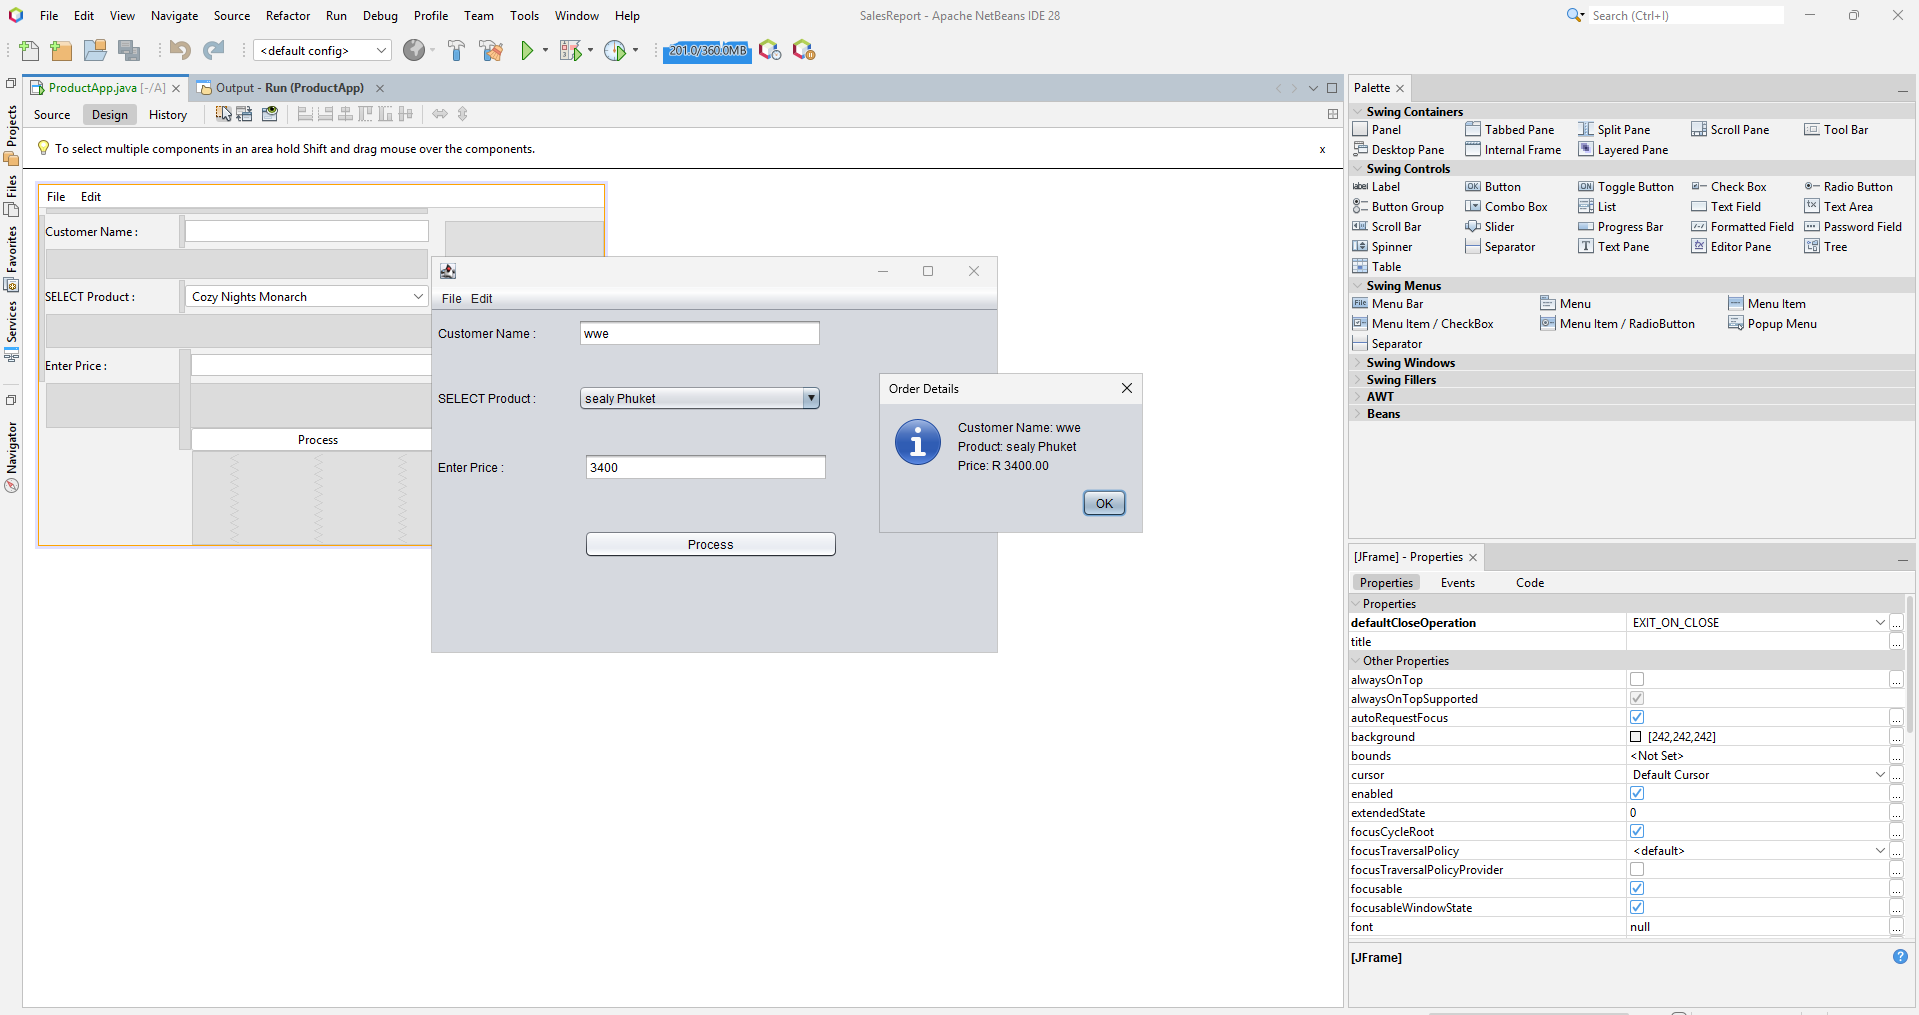 File Edit View Navigate Source Refactor Run Debug Profile Team Tools Window Help
SalesReport - Apache NetBeans IDE 28
Search (Ctrl+I)
<default config>
201.0/360.0MB
ProductApp.java [-/A]
Output - Run (ProductApp)
Source Design History
To select multiple components in an area hold Shift and drag mouse over the components.
x
Projects
Files
Favorites
Services
Navigator
File Edit
Customer Name :
SELECT Product : Cozy Nights Monarch
Enter Price :
Process
File Edit
Customer Name : wwe
SELECT Product : sealy Phuket
Enter Price : 3400
Process
Order Details
Customer Name: wwe
Product: sealy Phuket
Price: R 3400.00
OK
Palette
Swing Containers
Panel Tabbed Pane Split Pane Scroll Pane Tool Bar
Desktop Pane Internal Frame Layered Pane
Swing Controls
label Label OK Button ON Toggle Button Check Box Radio Button
Button Group Combo Box List Text Field Text Area
Scroll Bar Slider Progress Bar Formatted Field Password Field
Spinner Separator Text Pane Editor Pane Tree
Table
Swing Menus
File Menu Bar Menu Menu Item
Menu Item / CheckBox Menu Item / RadioButton Popup Menu
Separator
Swing Windows
Swing Fillers
AWT
Beans
[JFrame] - Properties
Properties Events Code
Properties
defaultCloseOperation EXIT_ON_CLOSE
title
Other Properties
alwaysOnTop
alwaysOnTopSupported
autoRequestFocus
background [242,242,242]
bounds <Not Set>
cursor Default Cursor
enabled
extendedState 0
focusCycleRoot
focusTraversalPolicy <default>
focusTraversalPolicyProvider
focusable
focusableWindowState
font null
[JFrame]